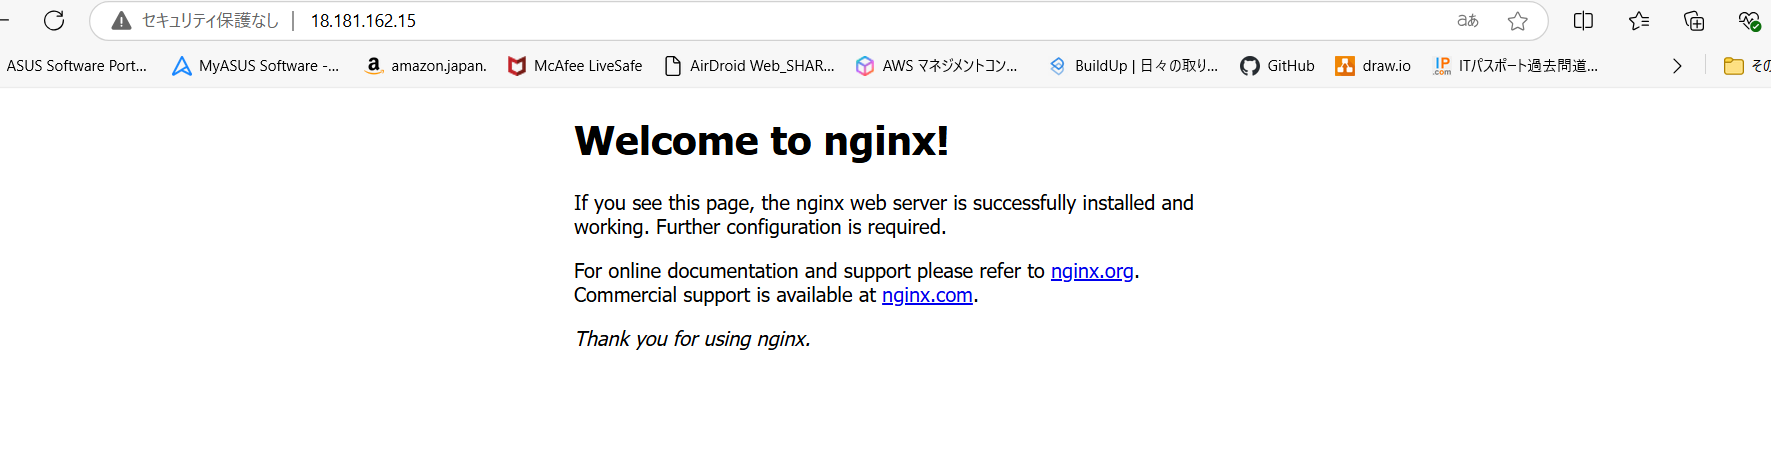 セキュリティ保護なし | 18.181.162.15 aあ
ASUS Software Port... MyASUS Software -... amazon.japan. McAfee LiveSafe AirDroid Web_SHAR... AWS マネジメントコン... BuildUp | 日々の取り... GitHub draw.io ITパスポート過去問道... その
Welcome to nginx!
If you see this page, the nginx web server is successfully installed and
working. Further configuration is required.
For online documentation and support please refer to nginx.org.
Commercial support is available at nginx.com.
Thank you for using nginx.